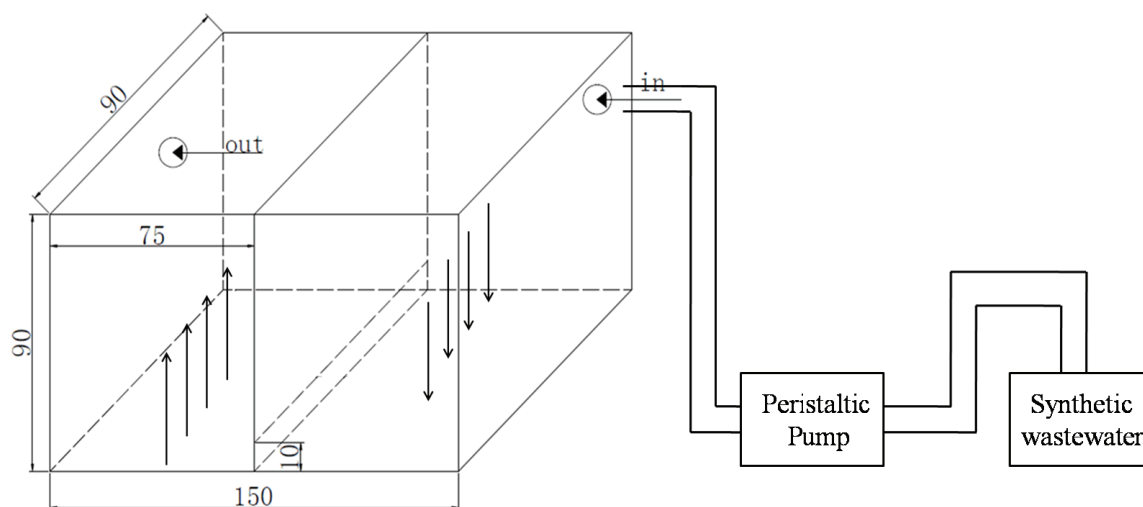 90
in
out
75
90
10
150
Peristaltic
Pump
Synthetic
wastewater